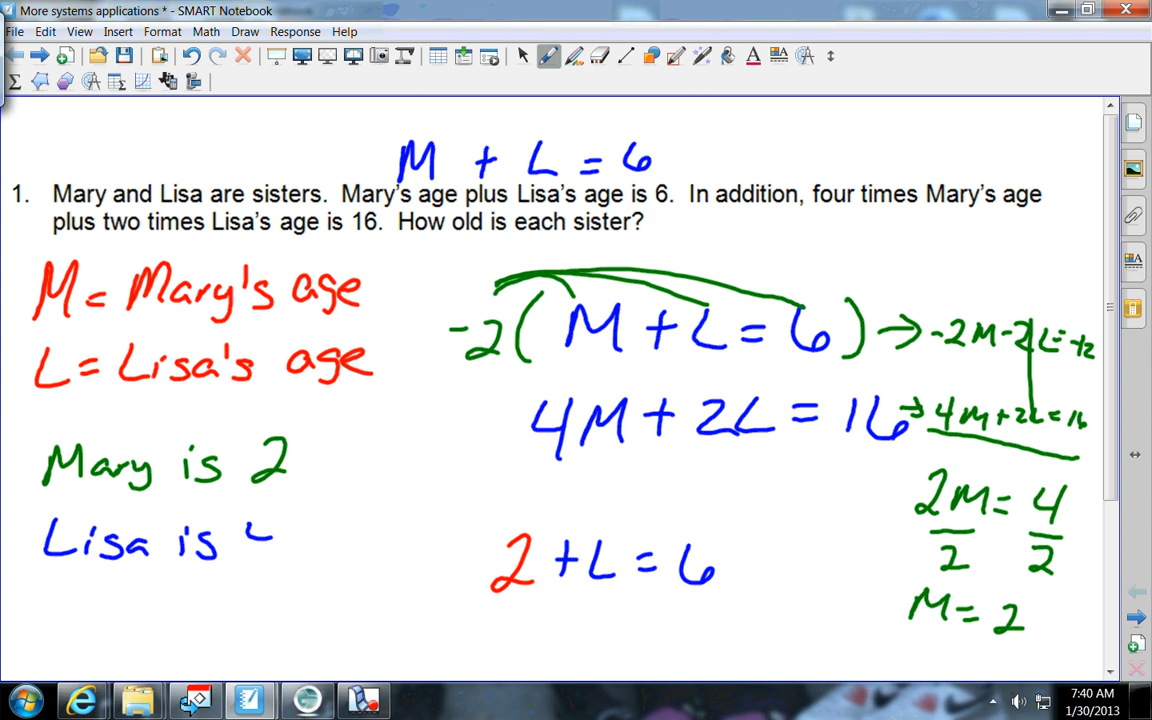 More systems applications * - SMART Notebook
File Edit View Insert Format Math Draw Response Help
M + L = 6
1. Mary and Lisa are sisters. Mary's age plus Lisa's age is 6. In addition, four times Mary's age
plus two times Lisa's age is 16. How old is each sister?
M = Mary's age
L = Lisa's age
-2(M + L = 6) → -2M - 2L = -12
4M + 2L = 16 → 4M + 2L = 16
Mary is 2
2M = 4
2 2
Lisa is
2 + L = 6
M = 2
7:40 AM
1/30/2013